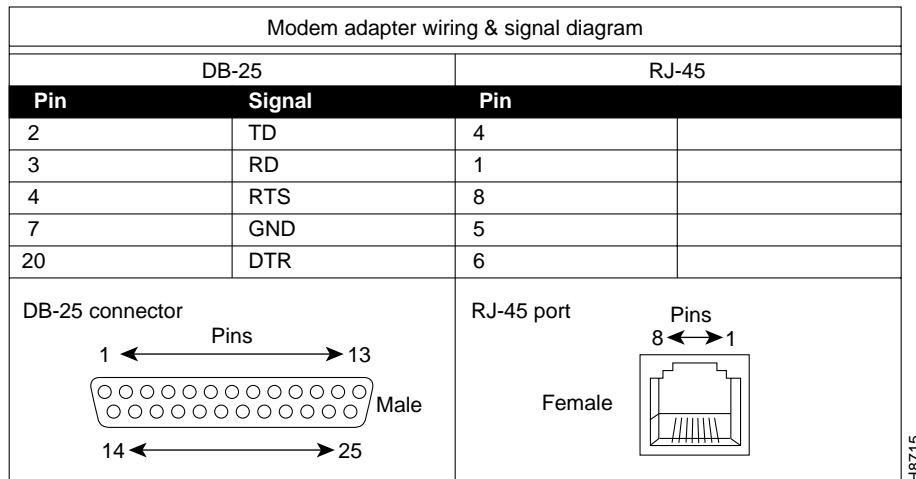 Modem adapter wiring & signal diagram
DB-25 RJ-45
Pin Signal Pin
2 TD 4
3 RD 1
4 RTS 8
7 GND 5
20 DTR 6
DB-25 connector
Pins
1 13
Male
14 25
RJ-45 port
Pins
8 1
Female
H8715